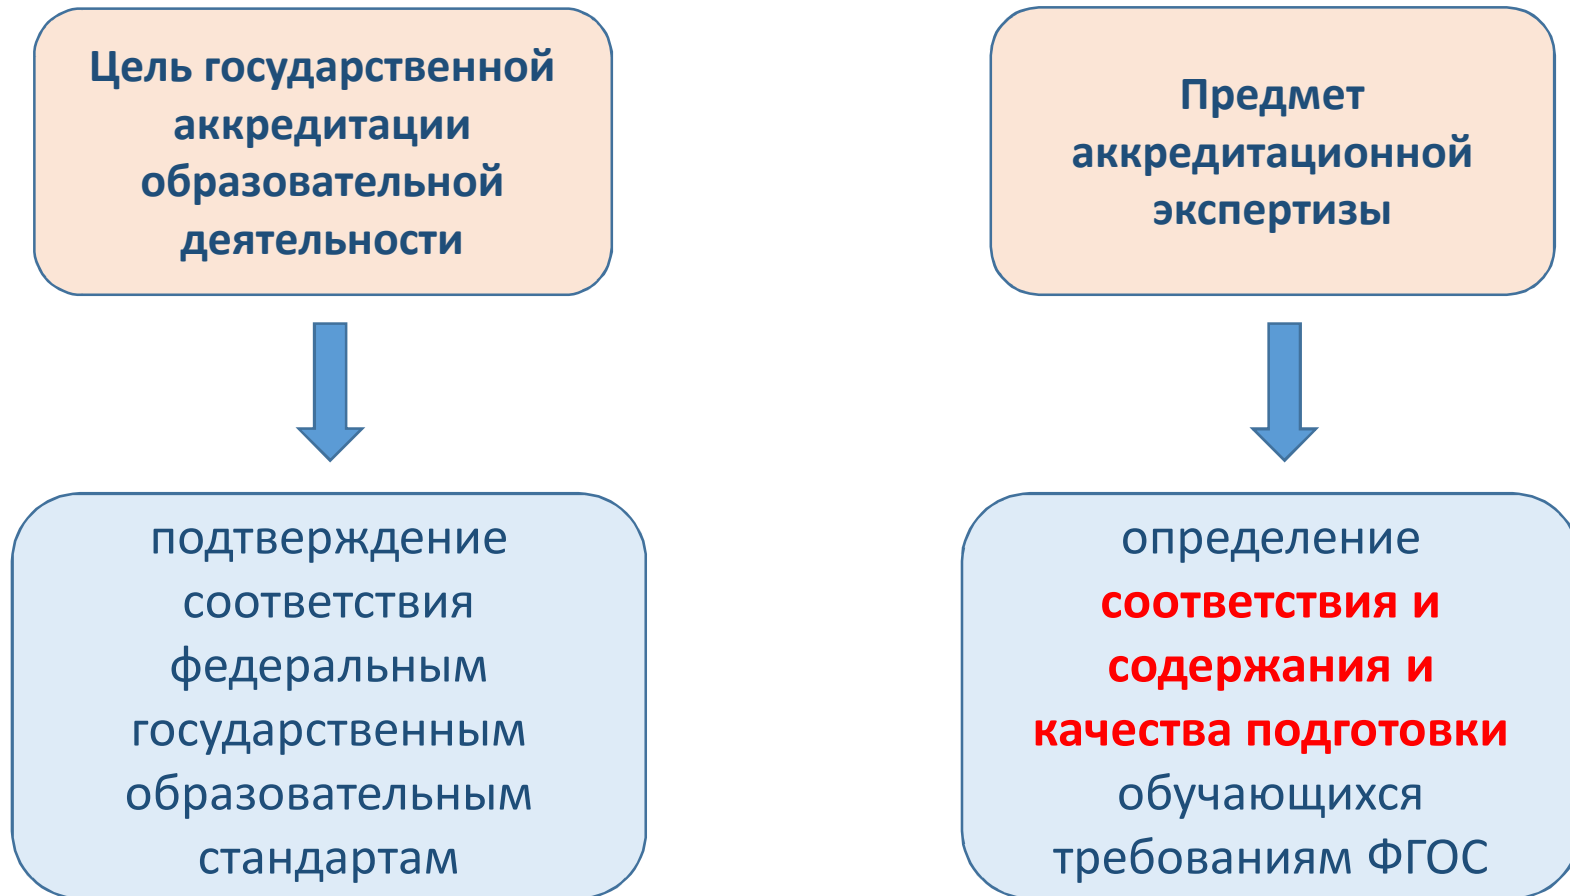 Цель государственной
аккредитации
образовательной
деятельности
Предмет
аккредитационной
экспертизы
подтверждение
соответствия
федеральным
государственным
образовательным
стандартам
определение
соответствия и
содержания и
качества подготовки
обучающихся
требованиям ФГОС